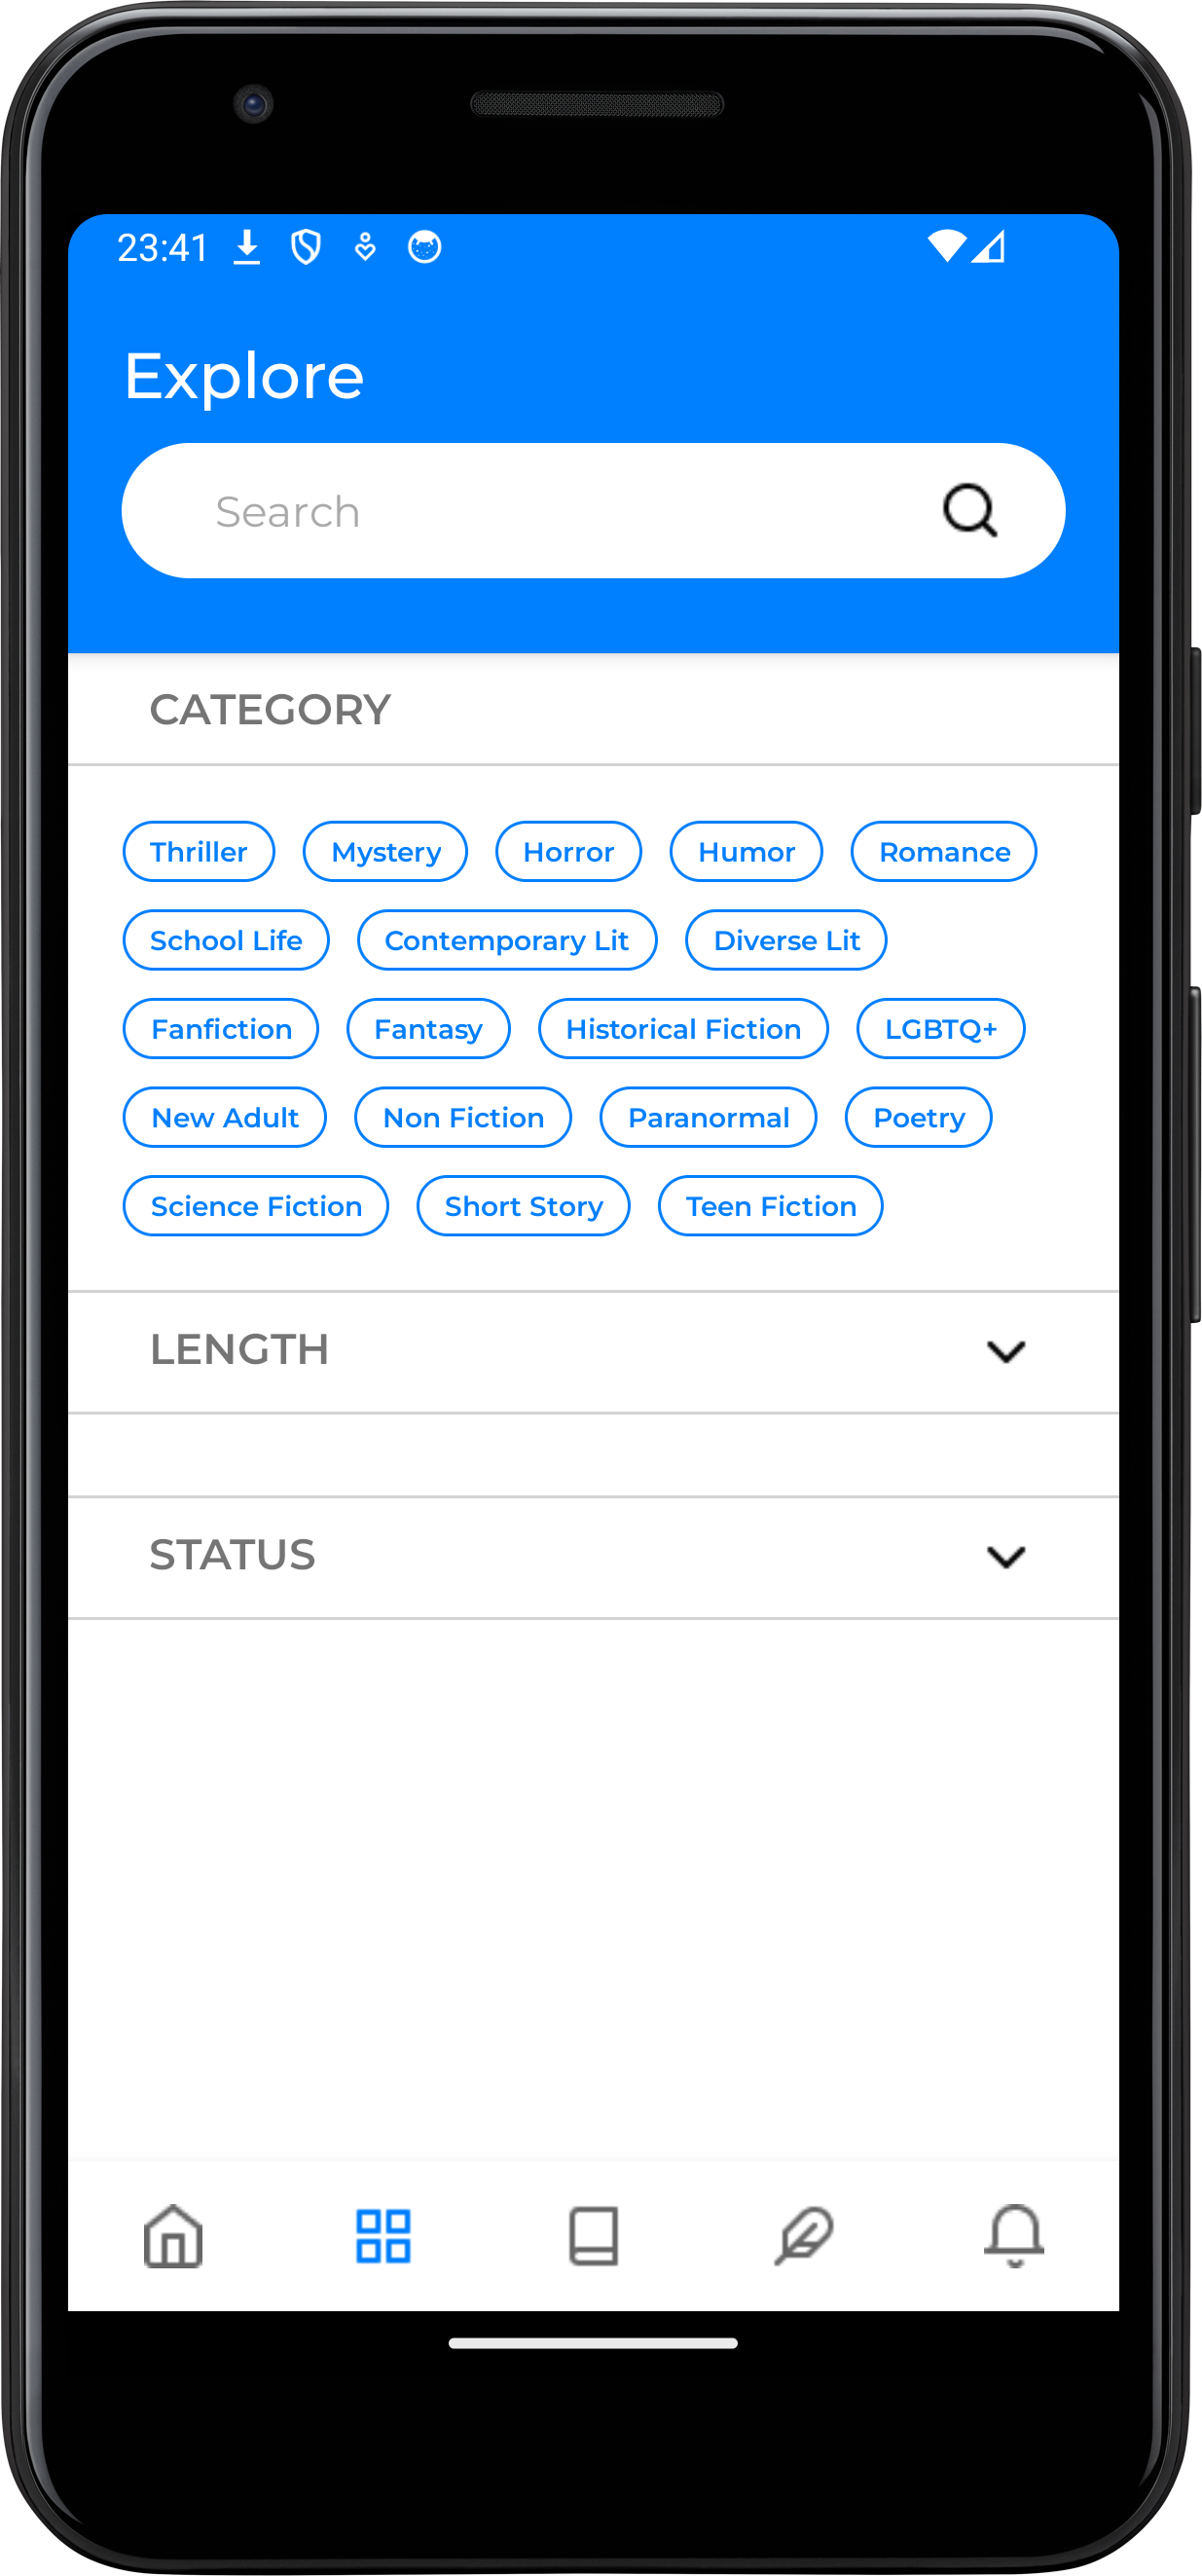 23:41
Explore
Search
CATEGORY
Thriller Mystery Horror Humor Romance
School Life Contemporary Lit Diverse Lit
Fanfiction Fantasy Historical Fiction LGBTQ+
New Adult Non Fiction Paranormal Poetry
Science Fiction Short Story Teen Fiction
LENGTH
STATUS